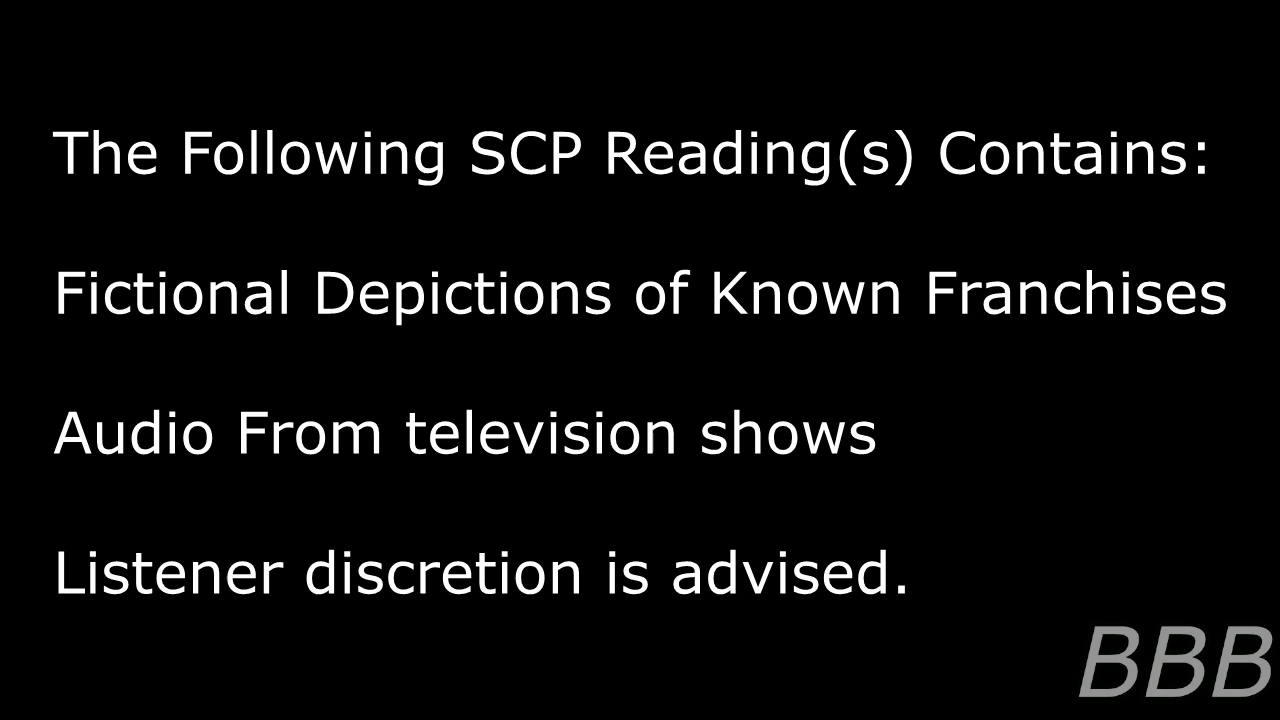 The Following SCP Reading(s) Contains:
Fictional Depictions of Known Franchises
Audio From television shows
Listener discretion is advised.
BBB